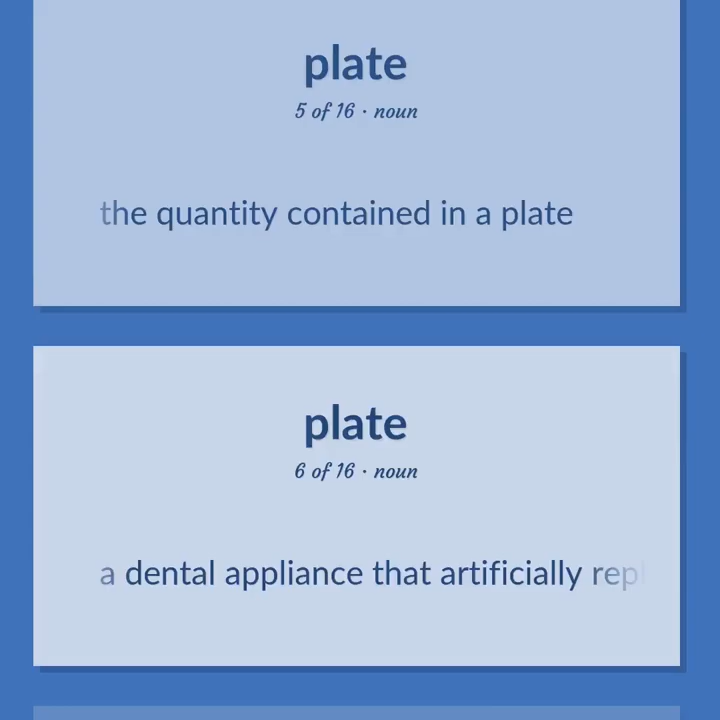 plate
5 of 16 · noun
the quantity contained in a plate
plate
6 of 16 · noun
a dental appliance that artificially